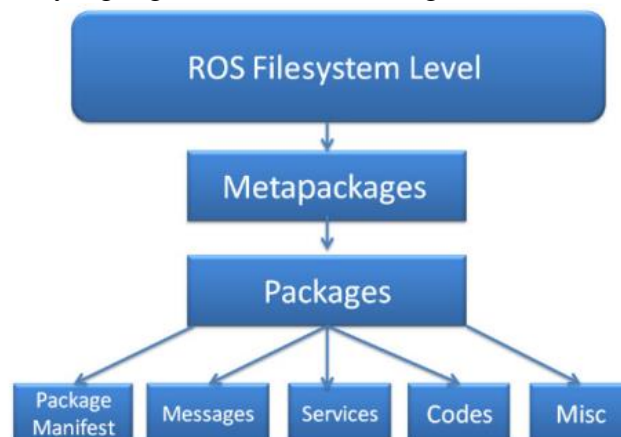 ROS Filesystem Level
Metapackages
Packages
Package
Manifest
Messages
Services
Codes
Misc